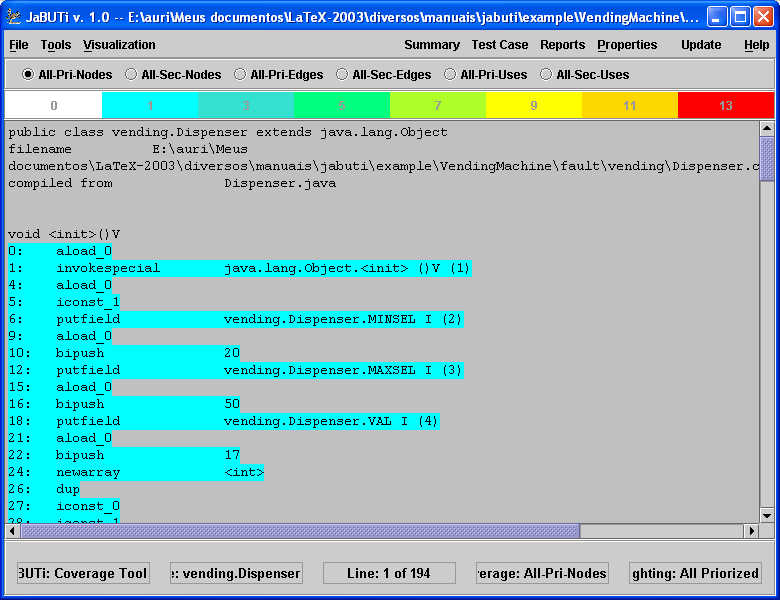 JaBUTi v. 1.0 -- E:\auri\Meus documentos\LaTeX-2003\diversos\manuais\jabuti\example\VendingMachine\...
File Tools Visualization Summary Test Case Reports Properties Update Help
All-Pri-Nodes All-Sec-Nodes All-Pri-Edges All-Sec-Edges All-Pri-Uses All-Sec-Uses
0 1 3 5 7 9 11 13
public class vending.Dispenser extends java.lang.Object
filename E:\auri\Meus
documentos\LaTeX-2003\diversos\manuais\jabuti\example\VendingMachine\fault\vending\Dispenser.c
compiled from Dispenser.java
void <init>()V
0: aload_0
1: invokespecial java.lang.Object.<init> ()V (1)
4: aload_0
5: iconst_1
6: putfield vending.Dispenser.MINSEL I (2)
9: aload_0
10: bipush 20
12: putfield vending.Dispenser.MAXSEL I (3)
15: aload_0
16: bipush 50
18: putfield vending.Dispenser.VAL I (4)
21: aload_0
22: bipush 17
24: newarray <int>
26: dup
27: iconst_0
28: iconst_1
BUTi: Coverage Tool e: vending.Dispenser Line: 1 of 194 verage: All-Pri-Nodes ghting: All Priorized